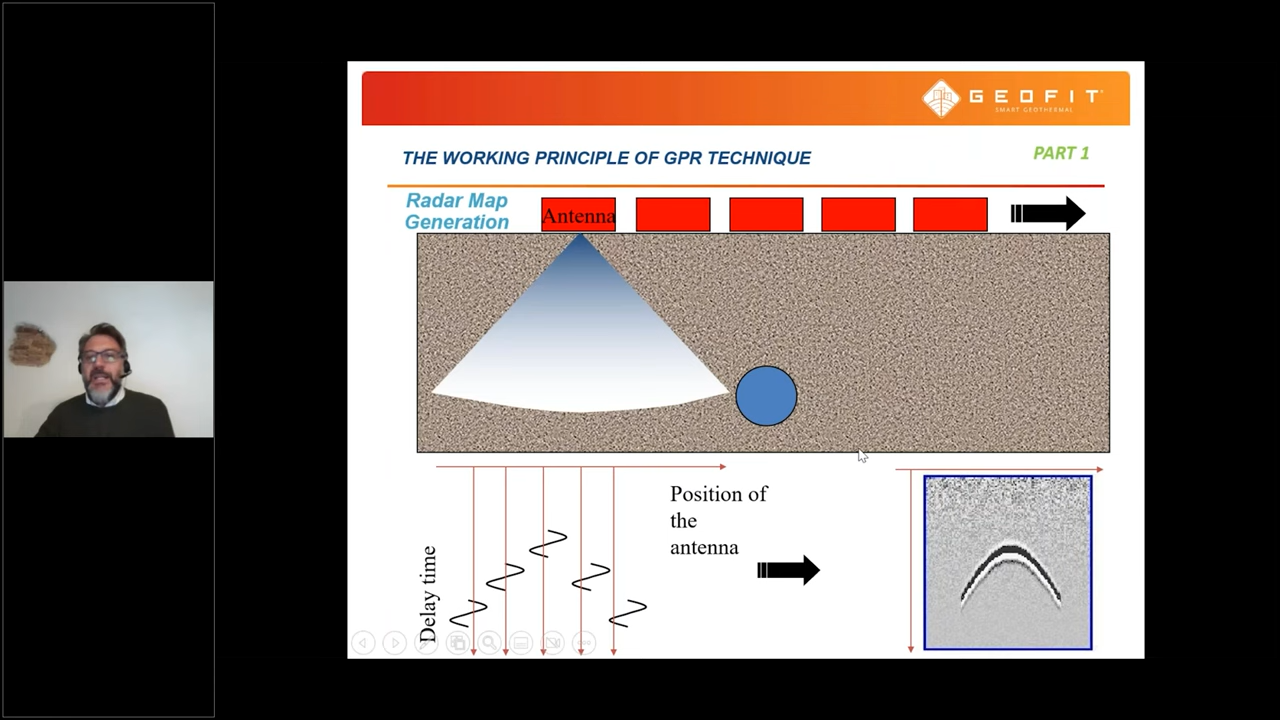 GEOFIT
SMART GEOTHERMAL
THE WORKING PRINCIPLE OF GPR TECHNIQUE
PART 1
Radar Map
Generation
Antenna
Position of
the
antenna
Delay time